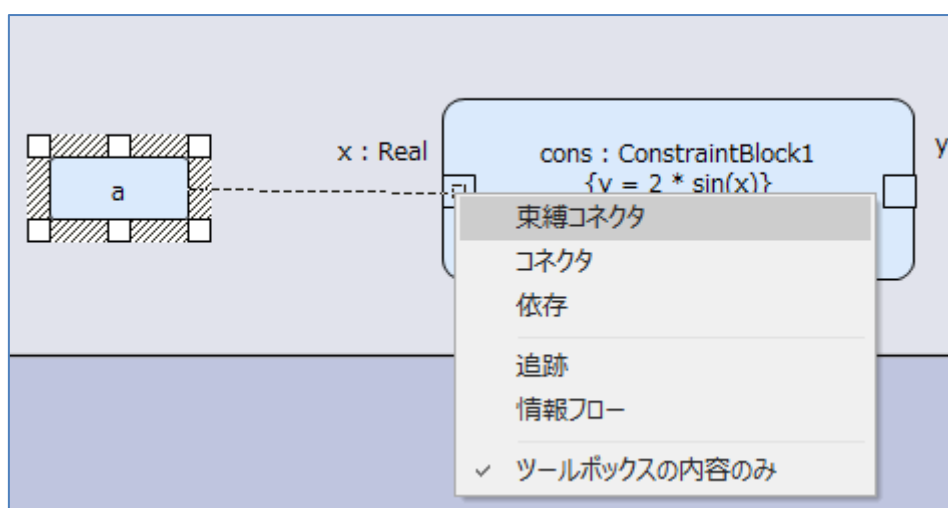 x : Real
y
cons : ConstraintBlock1
{y = 2 * sin(x)}
a
束縛コネクタ
コネクタ
依存
追跡
情報フロー
ツールボックスの内容のみ